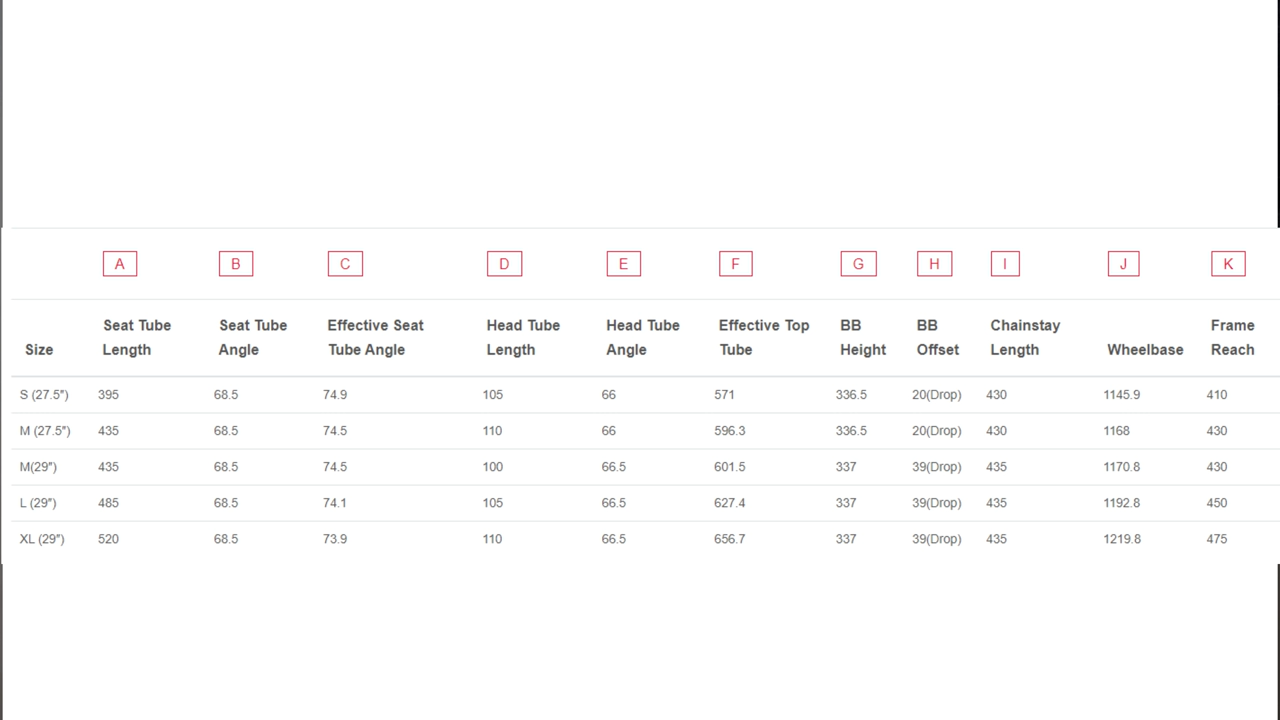 A B C D E F G H I J K
Seat Tube Seat Tube Effective Seat Head Tube Head Tube Effective Top BB BB Chainstay Frame
Size Length Angle Tube Angle Length Angle Tube Height Offset Length Wheelbase Reach
S (27.5″) 395 68.5 74.9 105 66 571 336.5 20(Drop) 430 1145.9 410
M (27.5″) 435 68.5 74.5 110 66 596.3 336.5 20(Drop) 430 1168 430
M(29″) 435 68.5 74.5 100 66.5 601.5 337 39(Drop) 435 1170.8 430
L (29″) 485 68.5 74.1 105 66.5 627.4 337 39(Drop) 435 1192.8 450
XL (29″) 520 68.5 73.9 110 66.5 656.7 337 39(Drop) 435 1219.8 475